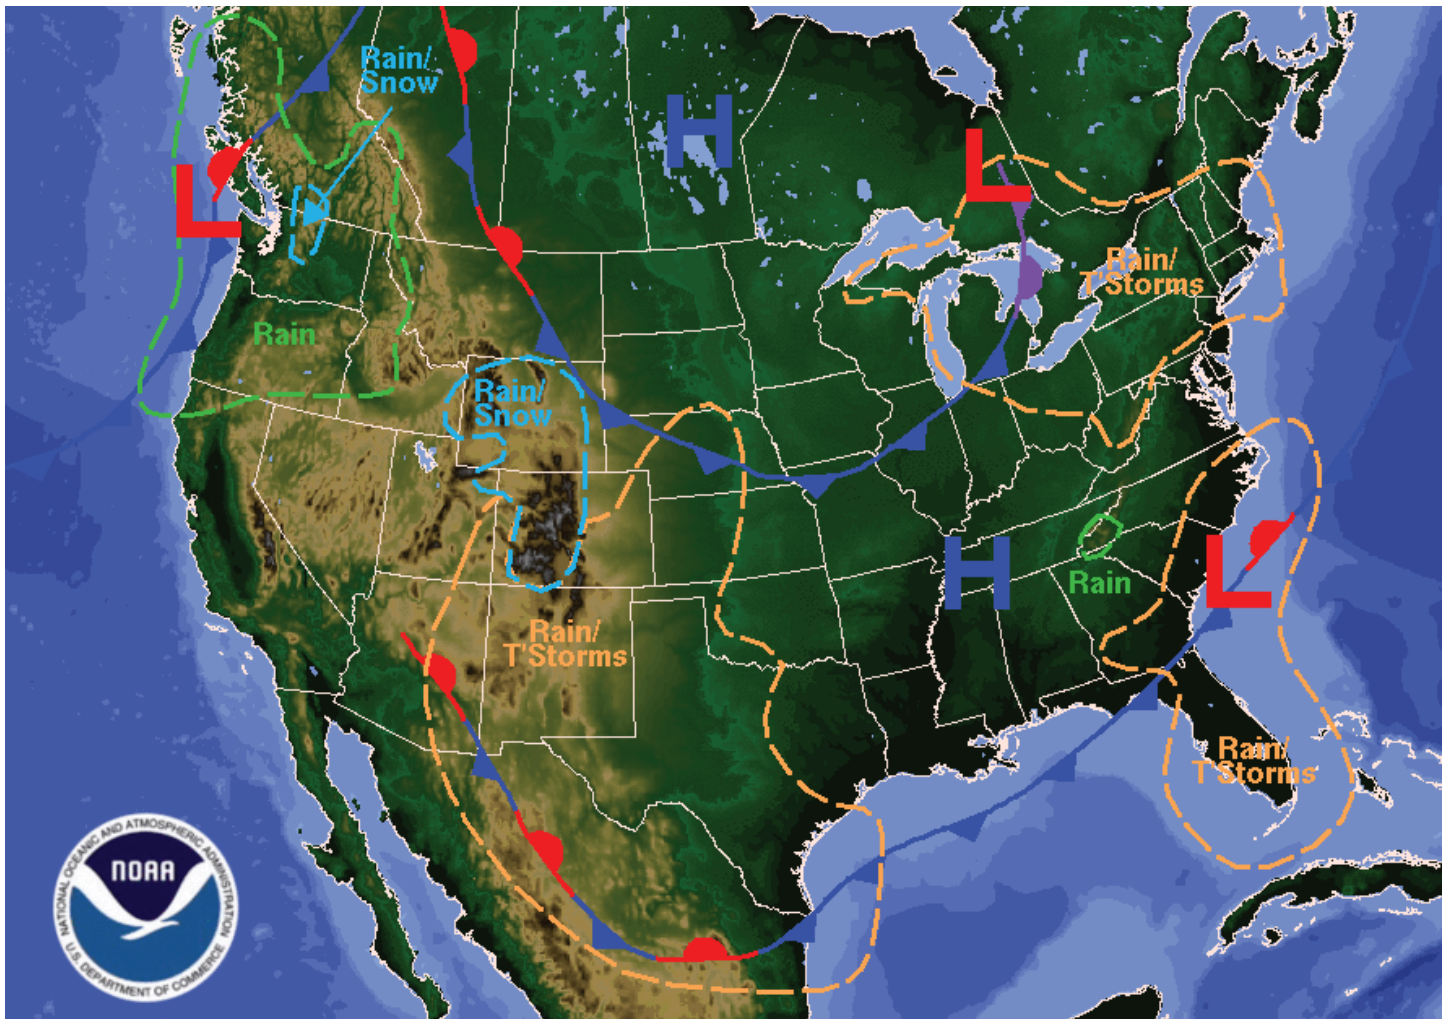 Rain/
Snow
H
L
L
Rain/
T'Storms
Rain
Rain/
Snow
H
L
Rain
Rain/
T'Storms
Rain/
T'Storms
NATIONAL OCEANIC AND ATMOSPHERIC ADMINISTRATION
NOAA
U.S. DEPARTMENT OF COMMERCE